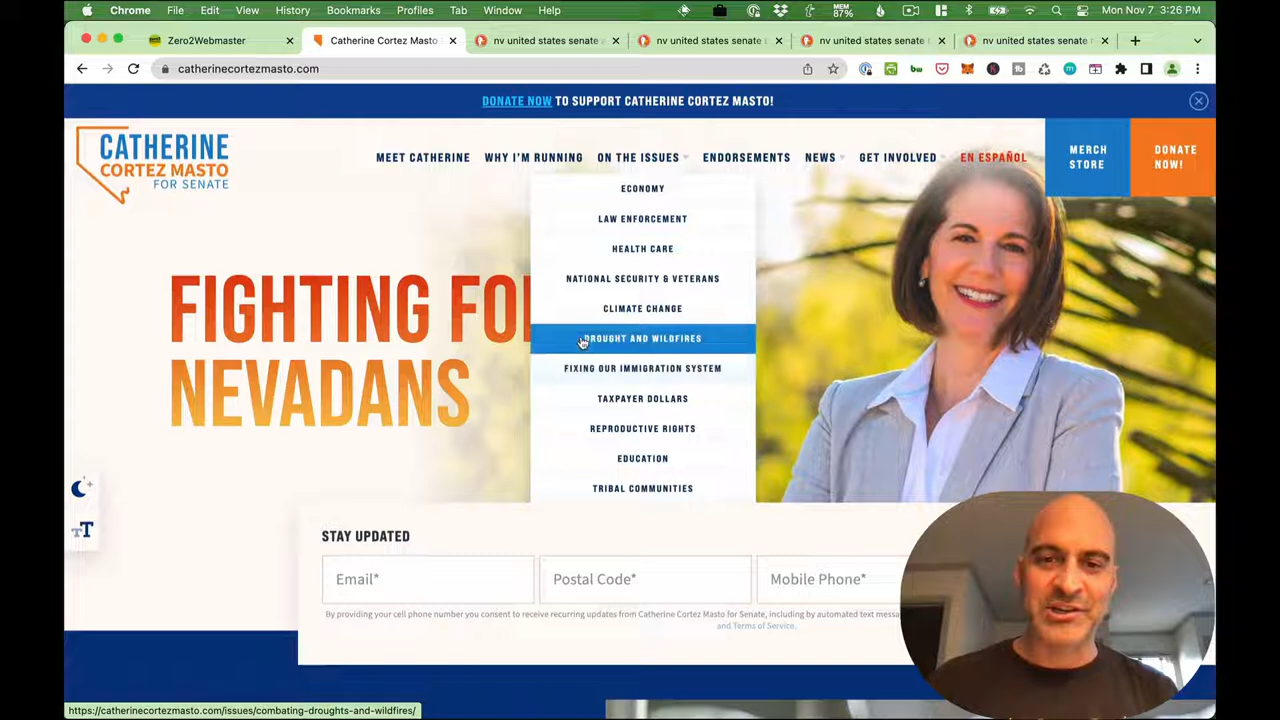 Chrome File Edit View History Bookmarks Profiles Tab Window Help
MEM
87%
Mon Nov 7 3:26 PM
Zero2Webmaster
Catherine Cortez Masto
nv united states senate
nv united states senate
nv united states senate
nv united states senate
catherinecortezmasto.com
DONATE NOW TO SUPPORT CATHERINE CORTEZ MASTO!
CATHERINE
CORTEZ MASTO
FOR SENATE
MEET CATHERINE WHY I'M RUNNING ON THE ISSUES ENDORSEMENTS NEWS GET INVOLVED EN ESPAÑOL
MERCH
STORE
DONATE
NOW!
ECONOMY
LAW ENFORCEMENT
HEALTH CARE
NATIONAL SECURITY & VETERANS
CLIMATE CHANGE
DROUGHT AND WILDFIRES
FIXING OUR IMMIGRATION SYSTEM
TAXPAYER DOLLARS
REPRODUCTIVE RIGHTS
EDUCATION
TRIBAL COMMUNITIES
FIGHTING FO
NEVADANS
TT
STAY UPDATED
Email*
Postal Code*
Mobile Phone*
By providing your cell phone number you consent to receive recurring updates from Catherine Cortez Masto for Senate, including by automated text
and Terms of Service.
https://catherinecortezmasto.com/issues/combating-droughts-and-wildfires/